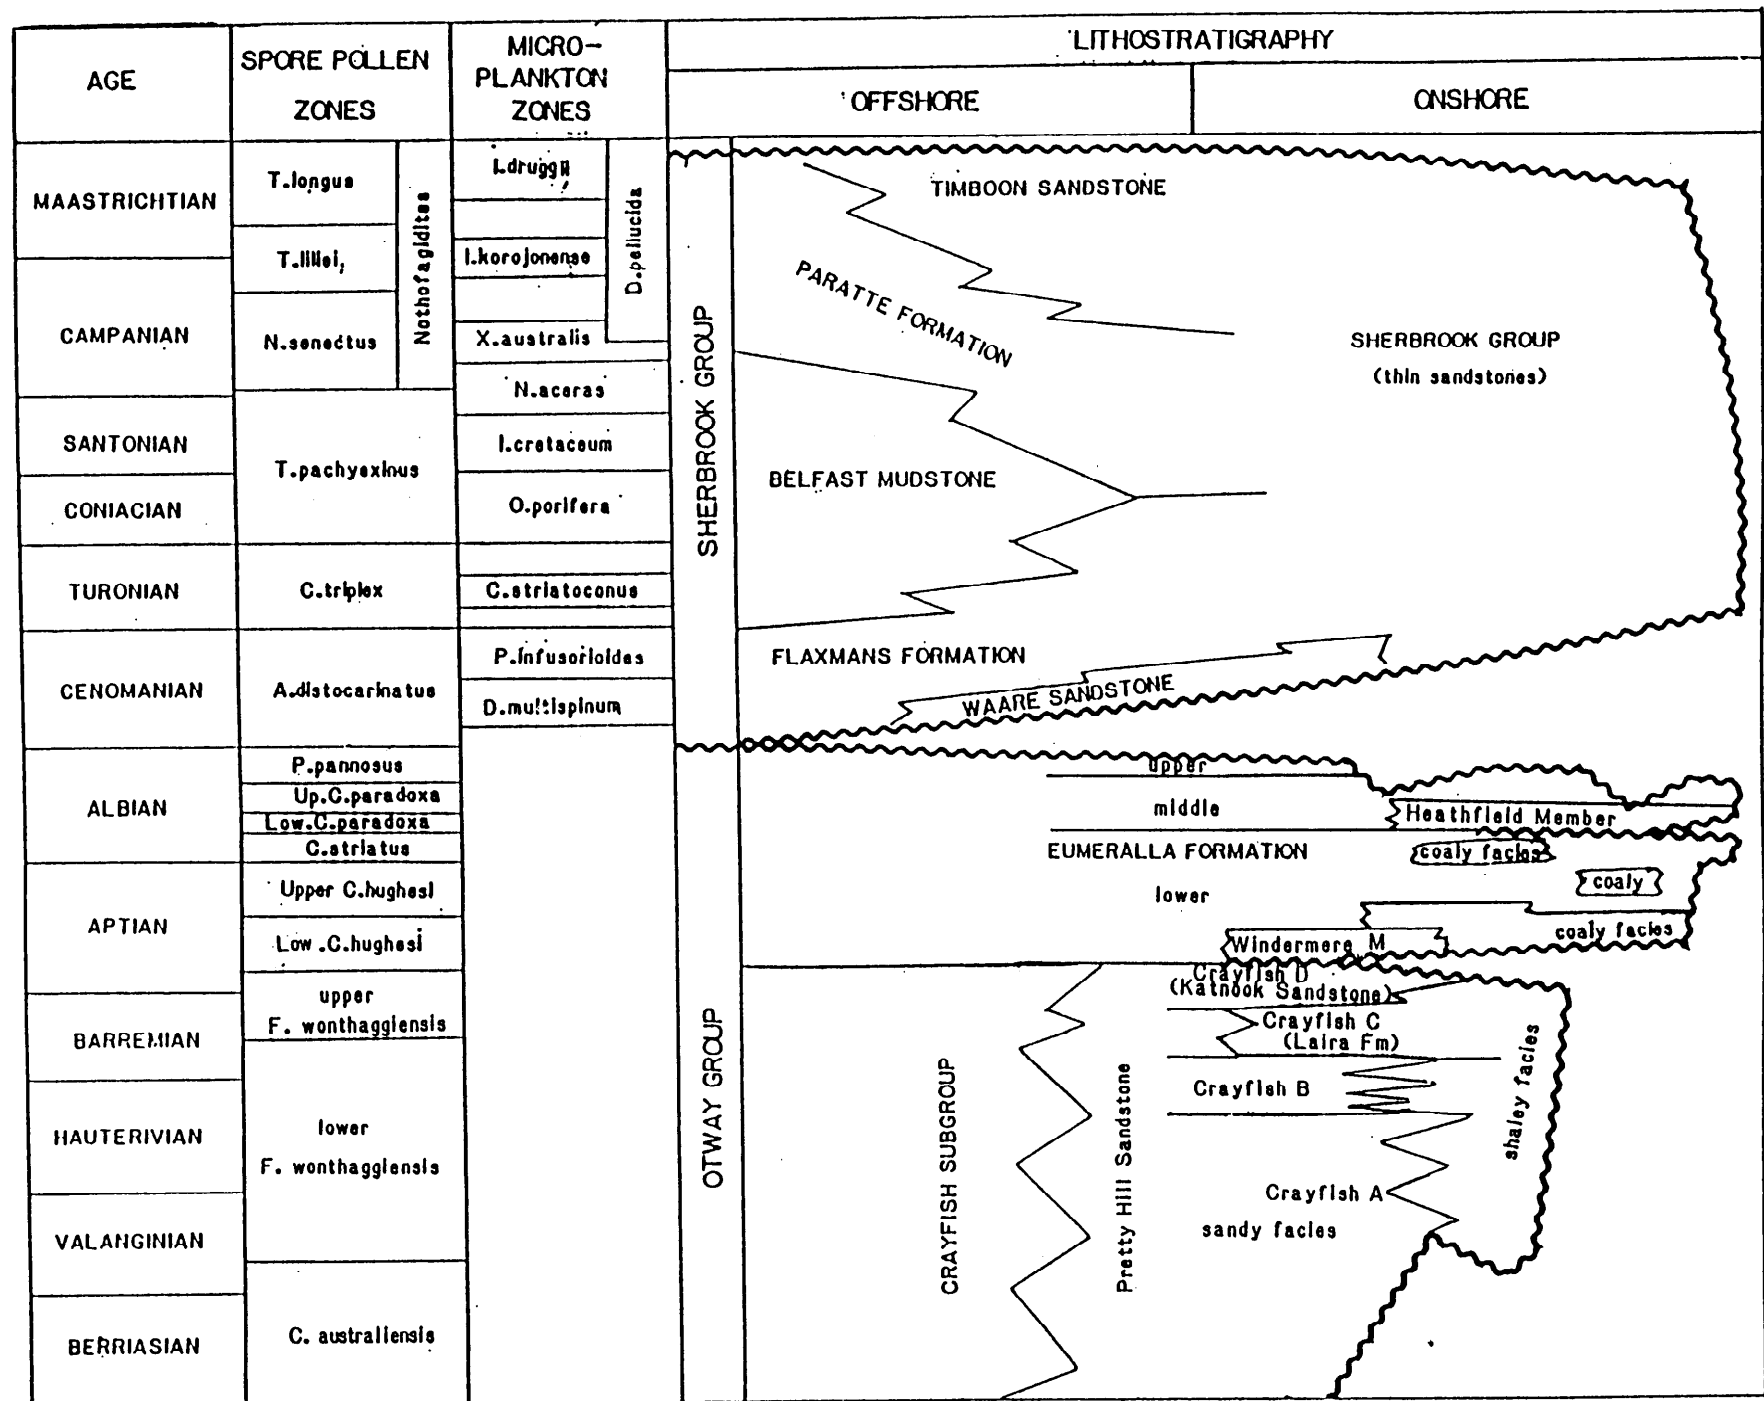 AGE
SPORE POLLEN
ZONES
MICRO-
PLANKTON
ZONES
LITHOSTRATIGRAPHY
OFFSHORE
ONSHORE
MAASTRICHTIAN
CAMPANIAN
SANTONIAN
CONIACIAN
TURONIAN
CENOMANIAN
ALBIAN
APTIAN
BARREMIAN
HAUTERIVIAN
VALANGINIAN
BERRIASIAN
T.longus
T.lillei
N.senectus
Nothofagidites
T.pachyexinus
C.triplex
A.distocarinatus
P.pannosus
Up.C.paradoxa
Low.C.paradoxa
C.striatus
Upper C.hughesi
Low.C.hughesi
upper
F. wonthaggiensis
lower
F. wonthaggiensis
C. australiensis
I.druggii
I.korojonense
X.australis
D.pellucida
N.aceras
I.cretaceum
O.porifera
C.striatoconus
P.infusorioides
D.multispinum
SHERBROOK GROUP
OTWAY GROUP
TIMBOON SANDSTONE
PARATTE FORMATION
SHERBROOK GROUP
(thin sandstones)
BELFAST MUDSTONE
FLAXMANS FORMATION
WAARE SANDSTONE
upper
middle
Heathfield Member
EUMERALLA FORMATION
coaly facies
coaly
lower
coaly facies
Windermere M
Crayfish D
(Katnook Sandstone)
Crayfish C
(Laira Fm)
Crayfish B
Crayfish A
sandy facies
shaley facies
CRAYFISH SUBGROUP
Pretty Hill Sandstone